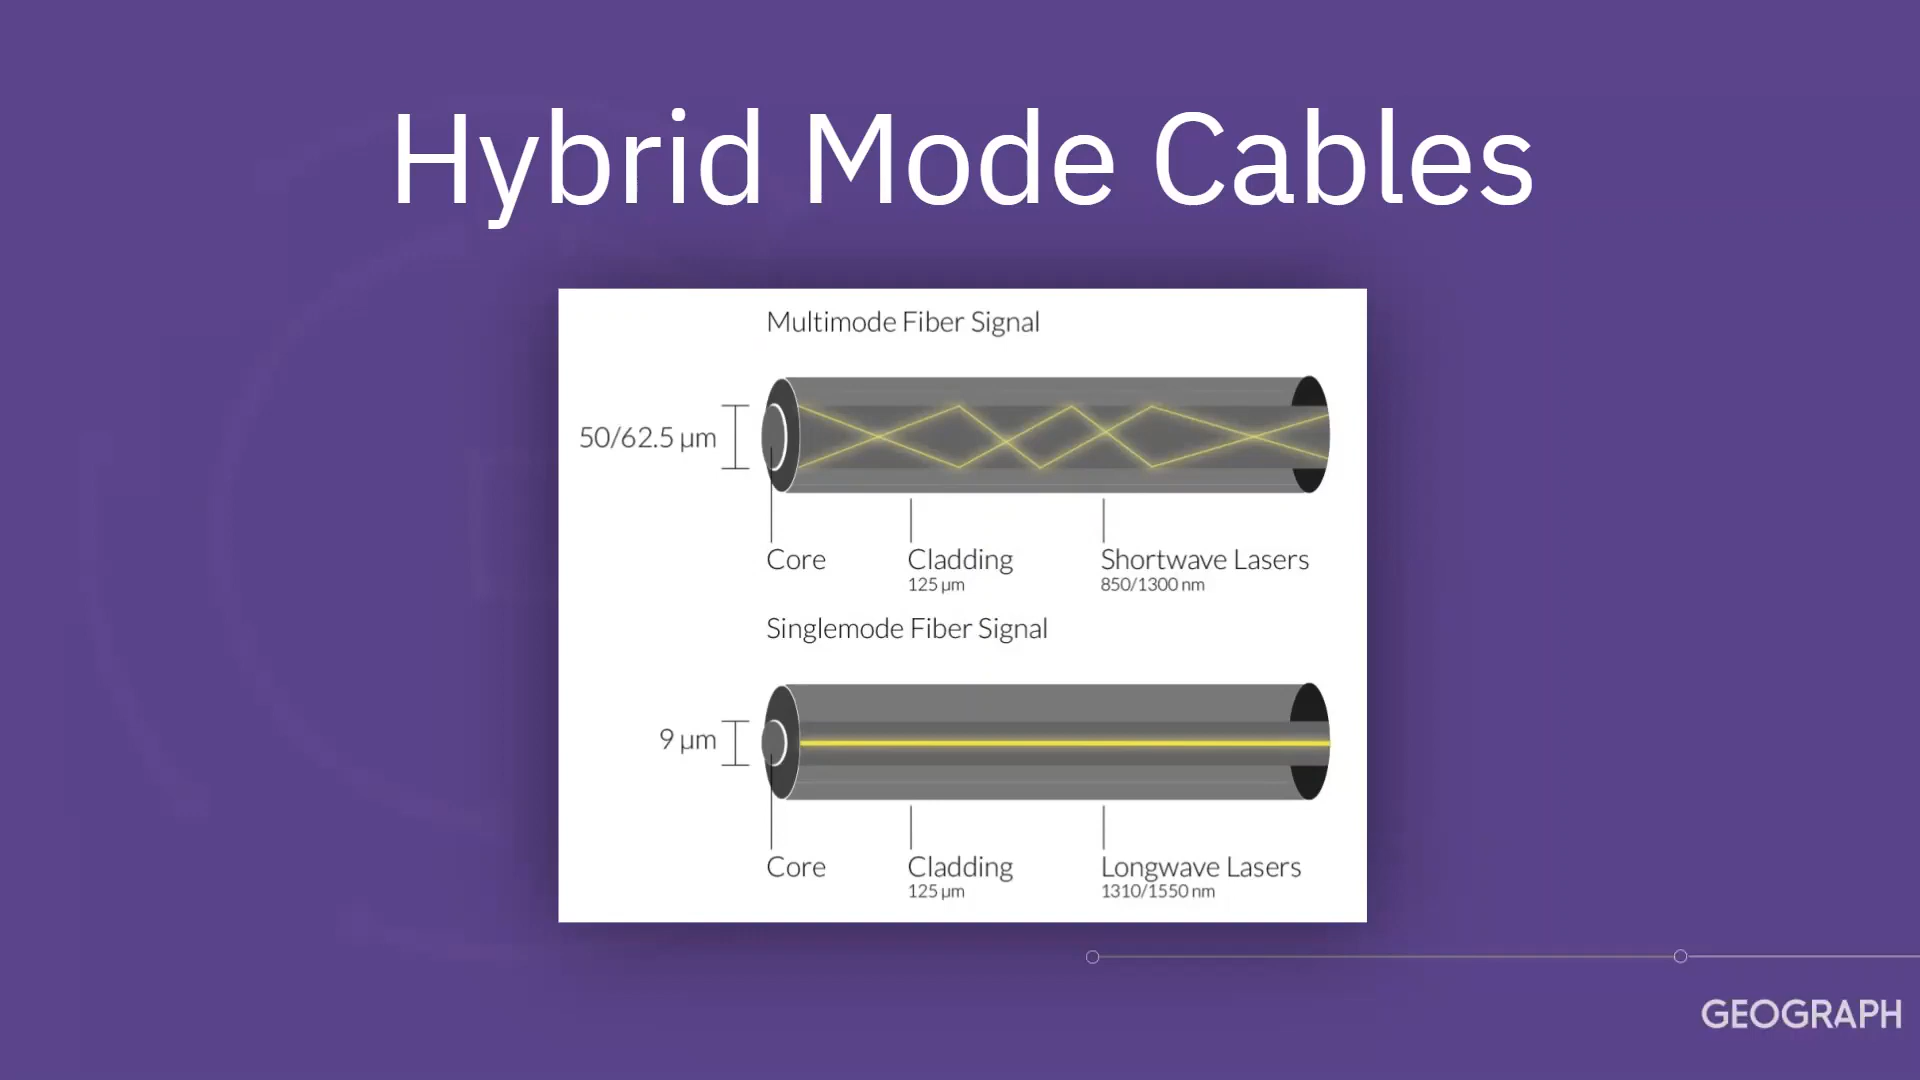 Hybrid Mode Cables
Multimode Fiber Signal
50/62.5 µm
Core
Cladding
125 µm
Shortwave Lasers
850/1300 nm
Singlemode Fiber Signal
9 µm
Core
Cladding
125 µm
Longwave Lasers
1310/1550 nm
GEOGRAPH